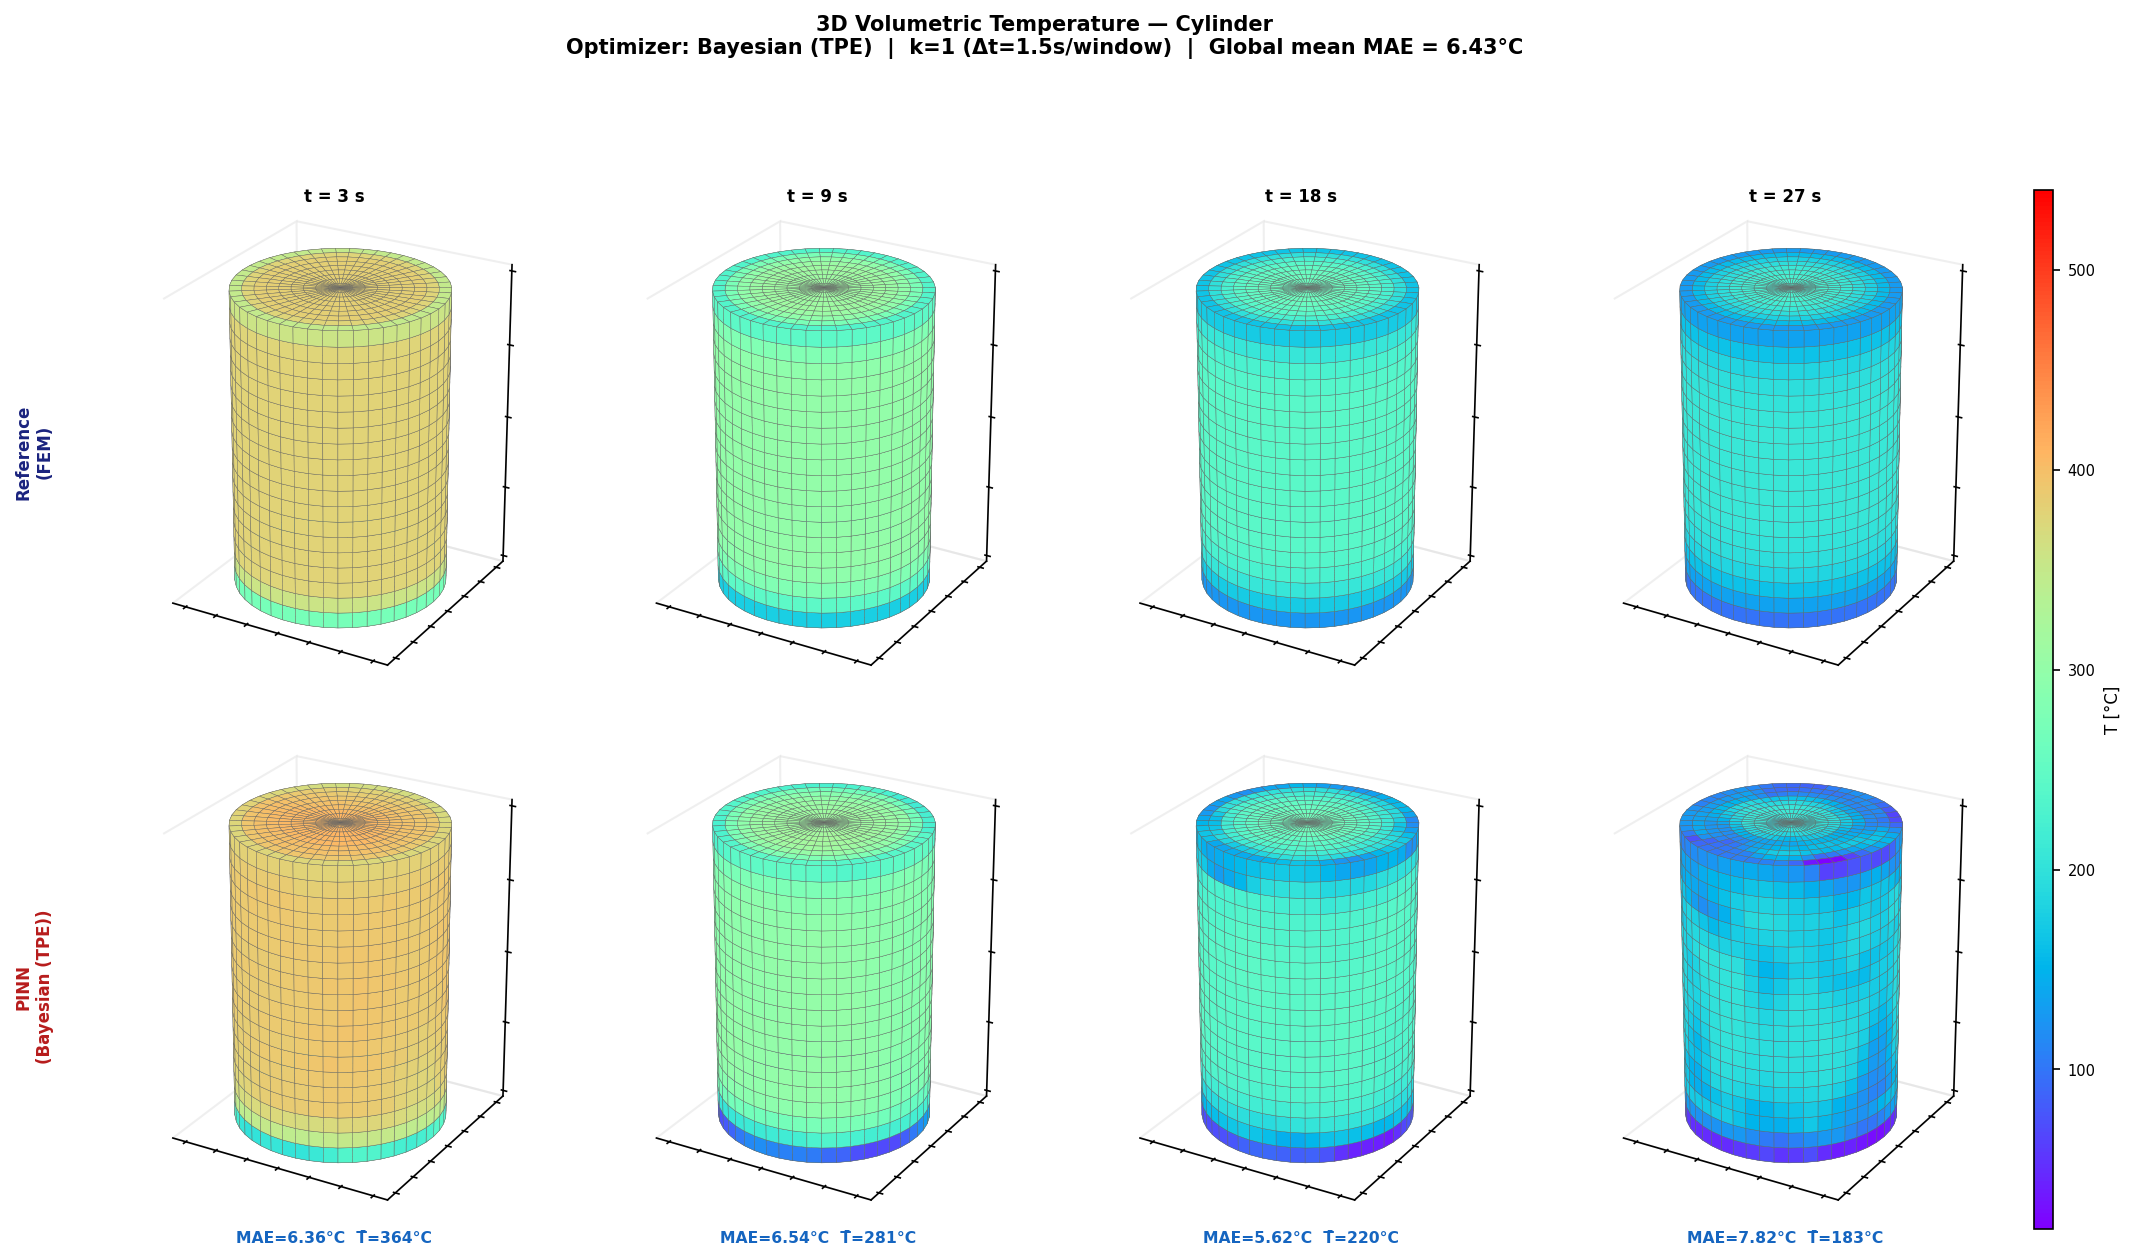 3D Volumetric Temperature — Cylinder
Optimizer: Bayesian (TPE)  |  k=1 (Δt=1.5s/window)  |  Global mean MAE = 6.43°C
t = 3 s
t = 9 s
t = 18 s
t = 27 s
Reference
(FEM)
500
400
300
200
100
T [°C]
PINN
(Bayesian (TPE))
MAE=6.36°C  T̄=364°C
MAE=6.54°C  T̄=281°C
MAE=5.62°C  T̄=220°C
MAE=7.82°C  T̄=183°C